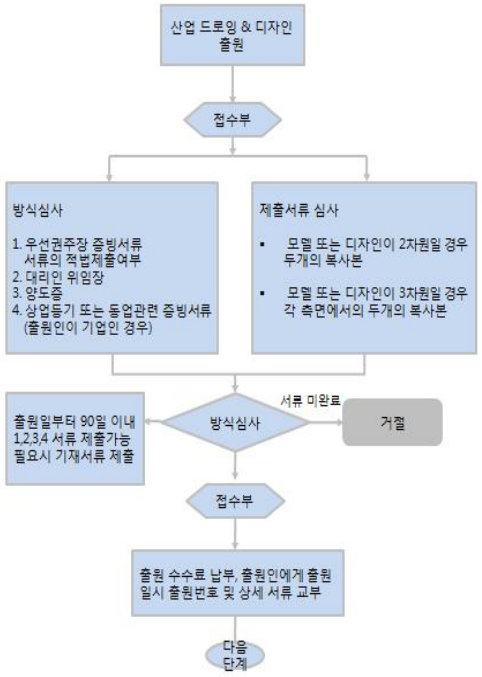 산업 드로잉 & 디자인
출원
접수부
방식심사
1. 우선권주장 증빙서류
서류의 적법제출여부
2. 대리인 위임장
3. 양도증
4. 상업등기 또는 동업관련 증빙서류
(출원인이 기업인 경우)
제출서류 심사
▪ 모델 또는 디자인이 2차원일 경우
두개의 복사본
▪ 모델 또는 디자인이 3차원일 경우
각 측면에서의 두개의 복사본
출원일부터 90일 이내
1,2,3,4 서류 제출가능
필요시 기재서류 제출
방식심사
서류 미완료
거절
접수부
출원 수수료 납부, 출원인에게 출원
일시 출원번호 및 상세 서류 교부
다음
단계